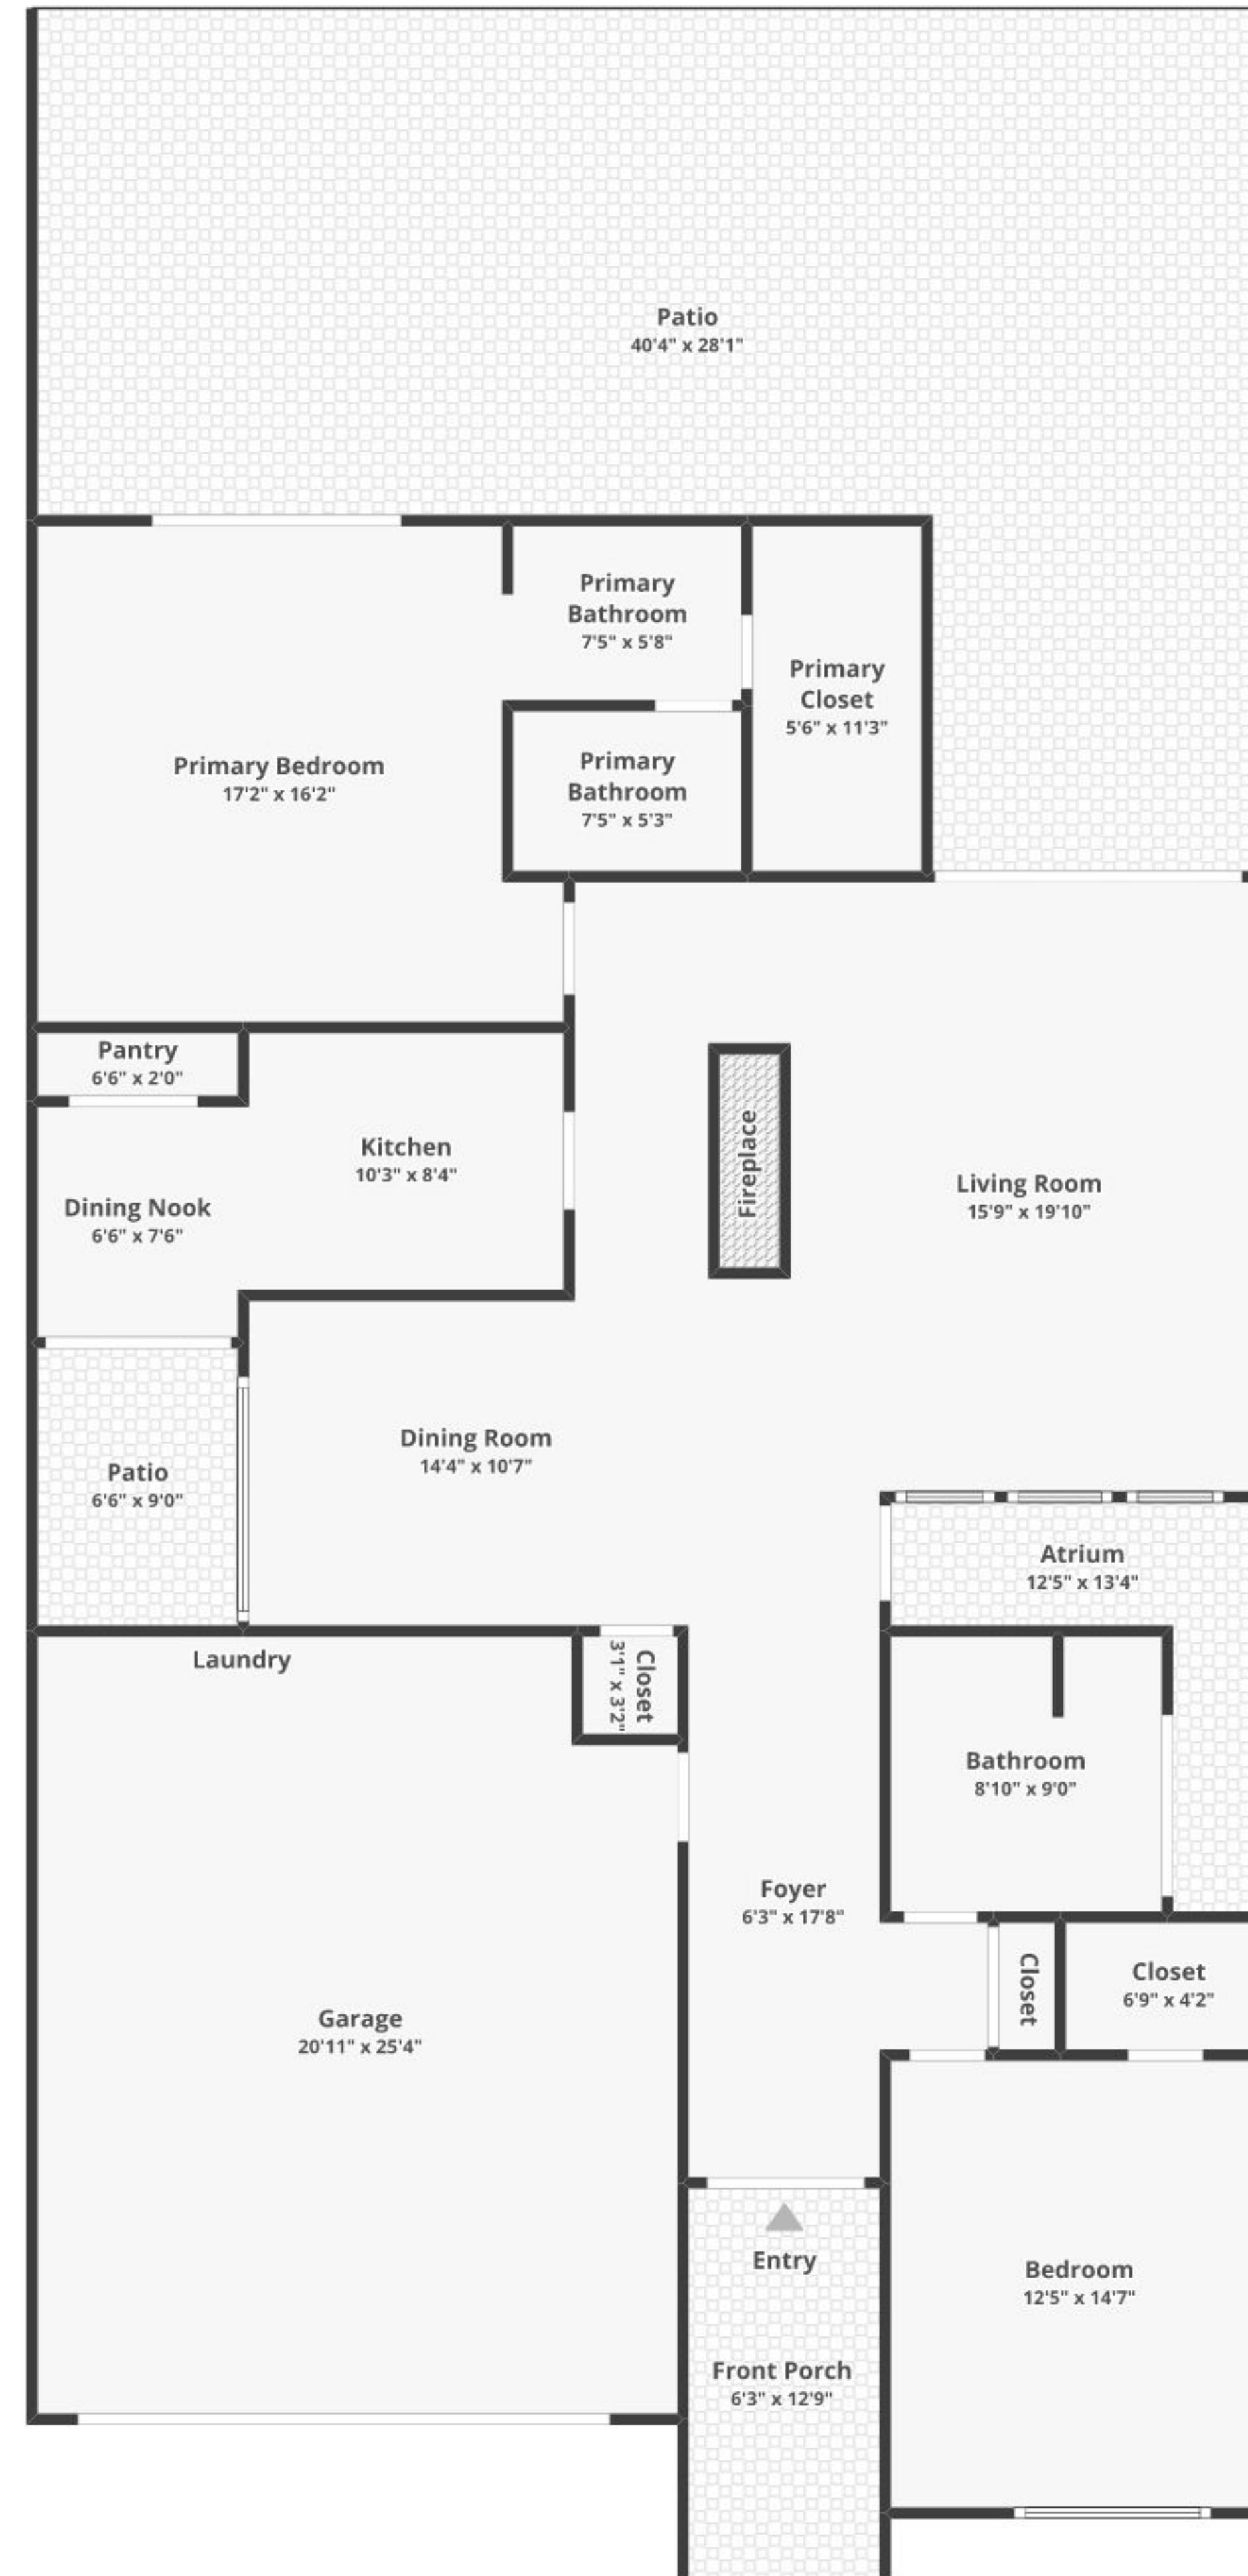 Patio
40'4" x 28'1"
Primary
Bathroom
7'5" x 5'8"
Primary
Closet
5'6" x 11'3"
Primary Bedroom
17'2" x 16'2"
Primary
Bathroom
7'5" x 5'3"
Pantry
6'6" x 2'0"
Kitchen
10'3" x 8'4"
Fireplace
Living Room
15'9" x 19'10"
Dining Nook
6'6" x 7'6"
Dining Room
14'4" x 10'7"
Patio
6'6" x 9'0"
Atrium
12'5" x 13'4"
Laundry
Closet
3'1" x 3'2"
Bathroom
8'10" x 9'0"
Foyer
6'3" x 17'8"
Closet
Closet
6'9" x 4'2"
Garage
20'11" x 25'4"
Entry
Bedroom
12'5" x 14'7"
Front Porch
6'3" x 12'9"